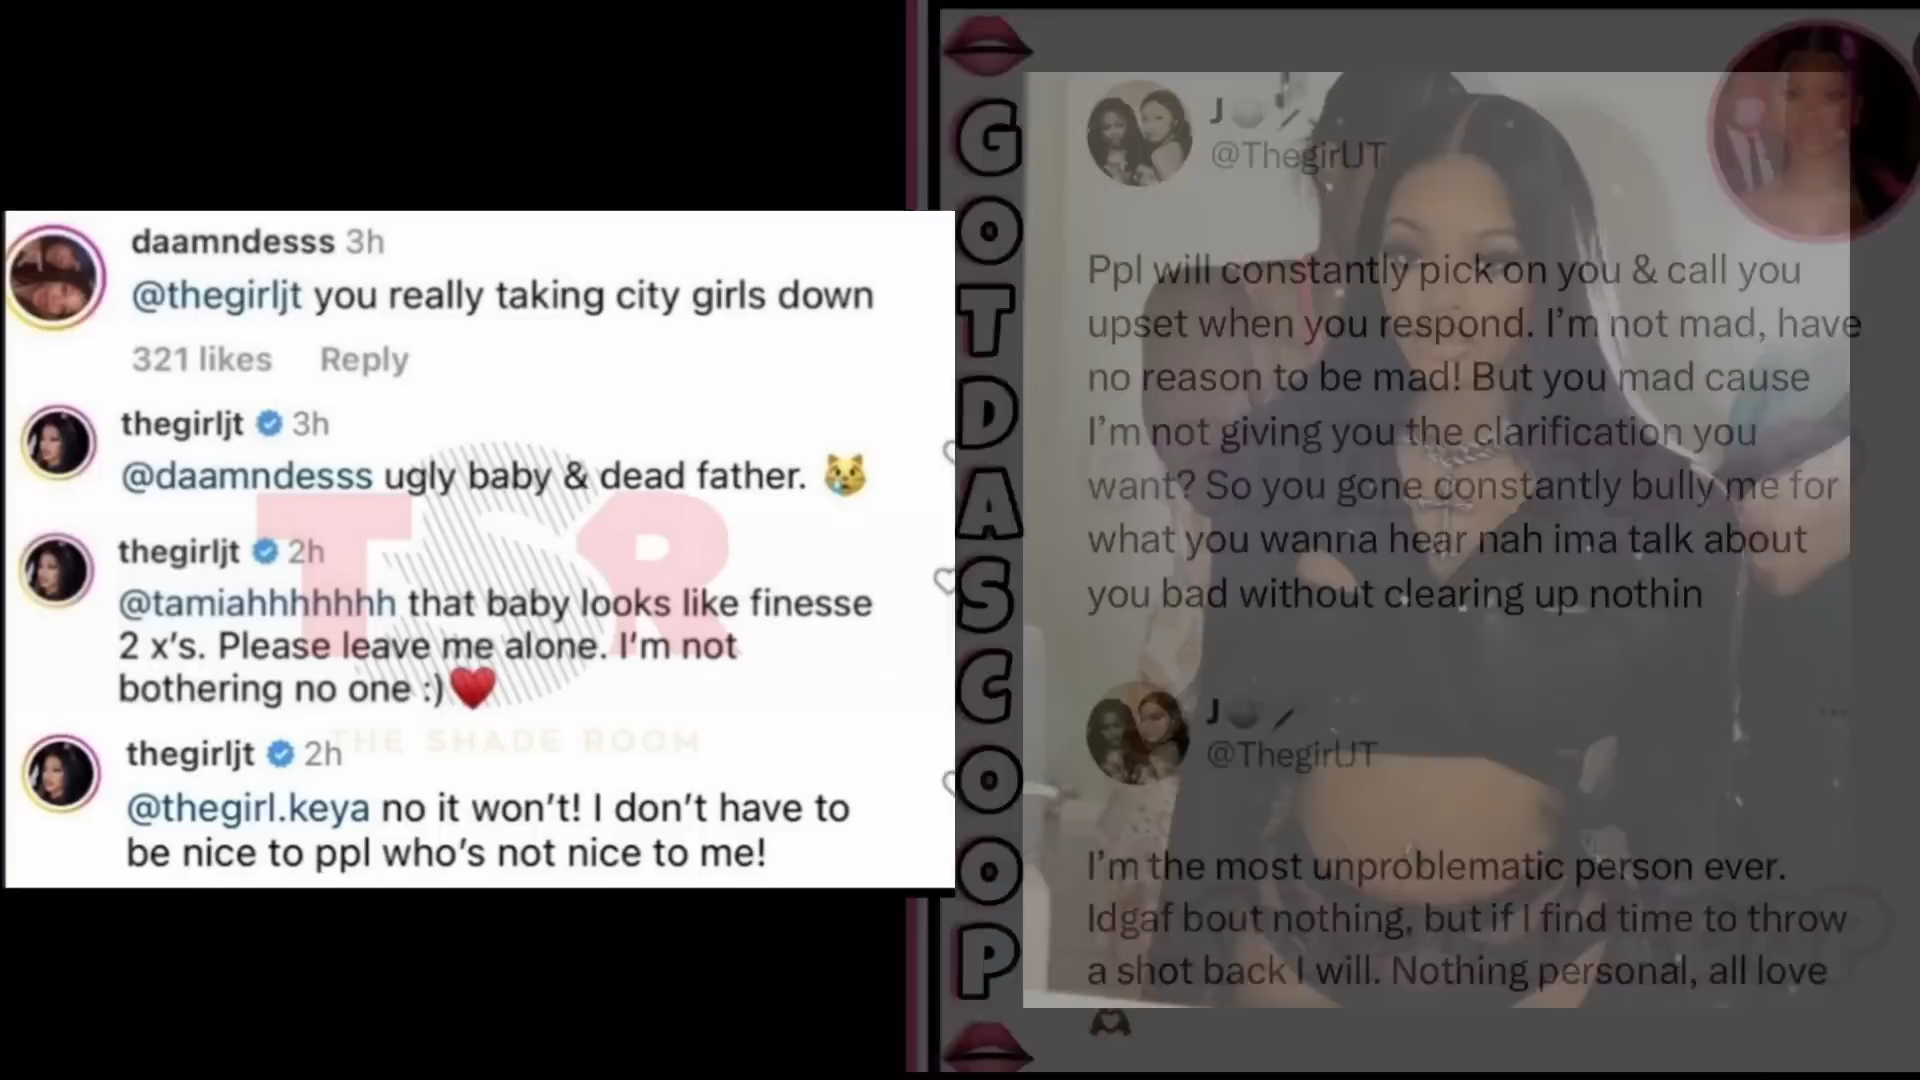 daamndesss 3h
@thegirljt you really taking city girls down
321 likes Reply
thegirljt 3h
@daamndesss ugly baby & dead father. 😿
thegirljt 2h
@tamiahhhhhhh that baby looks like finesse
2 x's. Please leave me alone. I'm not
bothering no one :)❤️
thegirljt 2h
@thegirl.keya no it won't! I don't have to
be nice to ppl who's not nice to me!
TSR
THE SHADE ROOM
GOTDASCOOP
J
@ThegirlJT
Ppl will constantly pick on you & call you
upset when you respond. I'm not mad, have
no reason to be mad! But you mad cause
I'm not giving you the clarification you
want? So you gone constantly bully me for
what you wanna hear nah ima talk about
you bad without clearing up nothin
J
@ThegirlJT
I'm the most unproblematic person ever.
Idgaf bout nothing, but if I find time to throw
a shot back I will. Nothing personal, all love